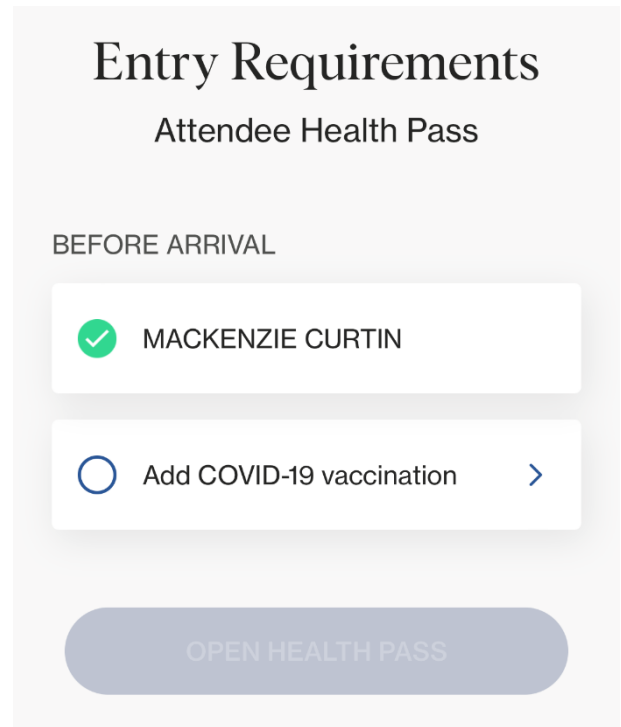 Entry Requirements
Attendee Health Pass
BEFORE ARRIVAL
MACKENZIE CURTIN
Add COVID-19 vaccination
OPEN HEALTH PASS